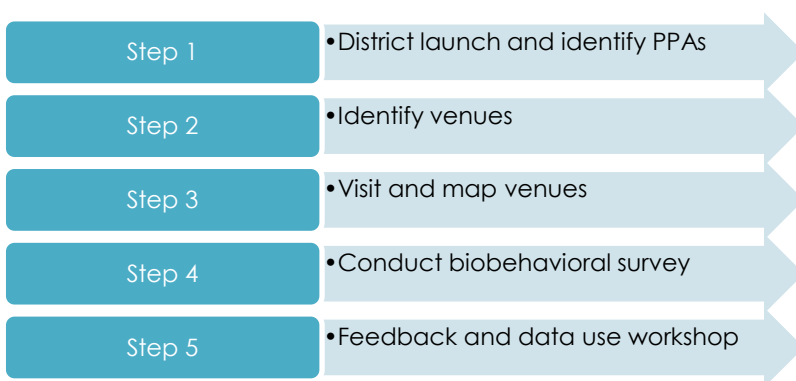 Step 1
•District launch and identify PPAs
Step 2
•Identify venues
Step 3
•Visit and map venues
Step 4
•Conduct biobehavioral survey
Step 5
•Feedback and data use workshop